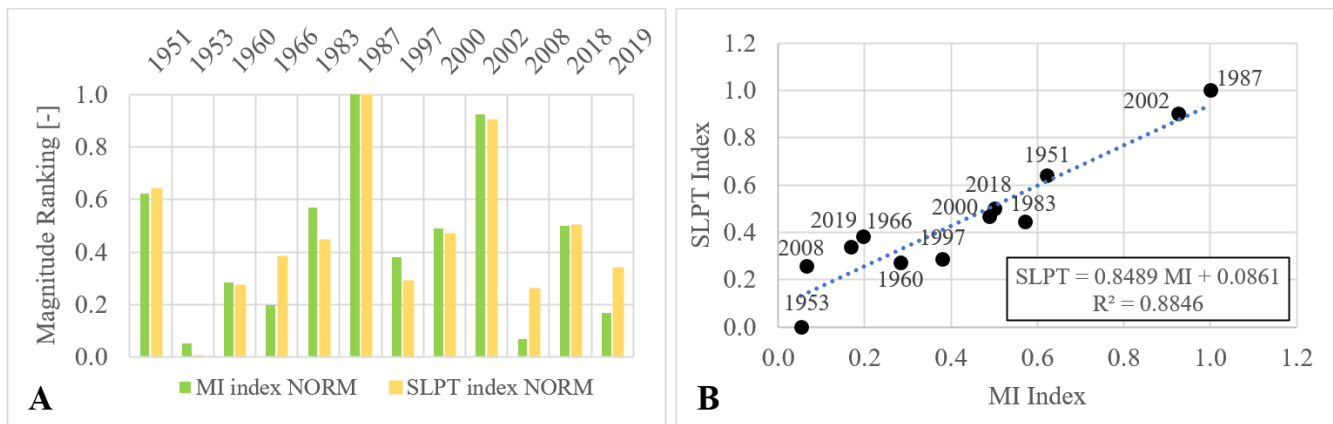 1951 1953 1960 1966 1983 1987 1997 2000 2002 2008 2018 2019
Magnitude Ranking [-]
1.0
0.8
0.6
0.4
0.2
0.0
MI index NORM SLPT index NORM
A
SLPT Index
1.2
1.0
0.8
0.6
0.4
0.2
0.0
1987
2002
1951
2018
2000
1983
2019 1966
1997
2008
1960
1953
SLPT = 0.8489 MI + 0.0861
R² = 0.8846
0.0 0.2 0.4 0.6 0.8 1.0 1.2
MI Index
B